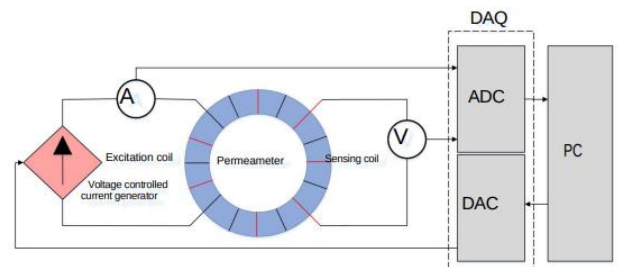 DAQ
A
ADC
Excitation coil
Permeameter
Sensing coil
V
PC
Voltage controlled
current generator
DAC